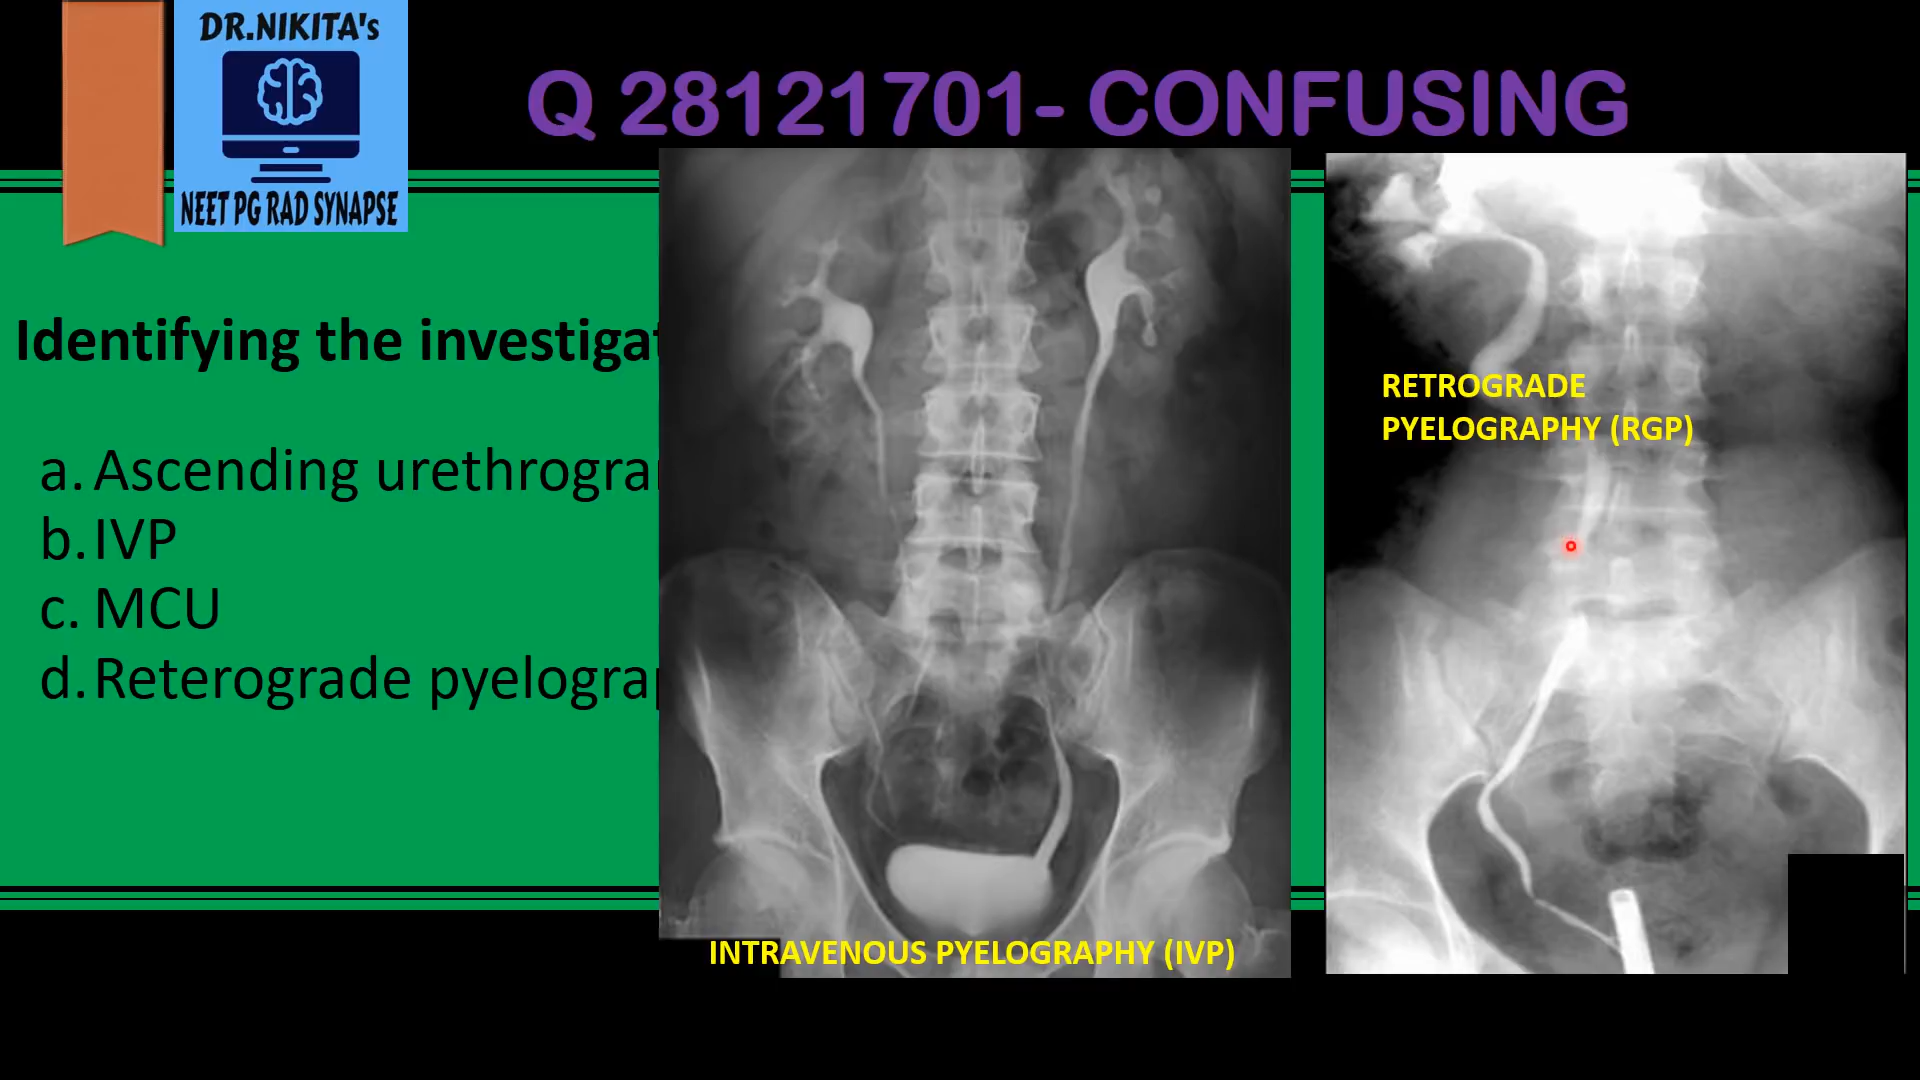 DR.NIKITA's
NEET PG RAD SYNAPSE
Q 28121701- CONFUSING
Identifying the investigat
a. Ascending urethrogra
b. IVP
c. MCU
d. Reterograde pyelogra
RETROGRADE
PYELOGRAPHY (RGP)
INTRAVENOUS PYELOGRAPHY (IVP)